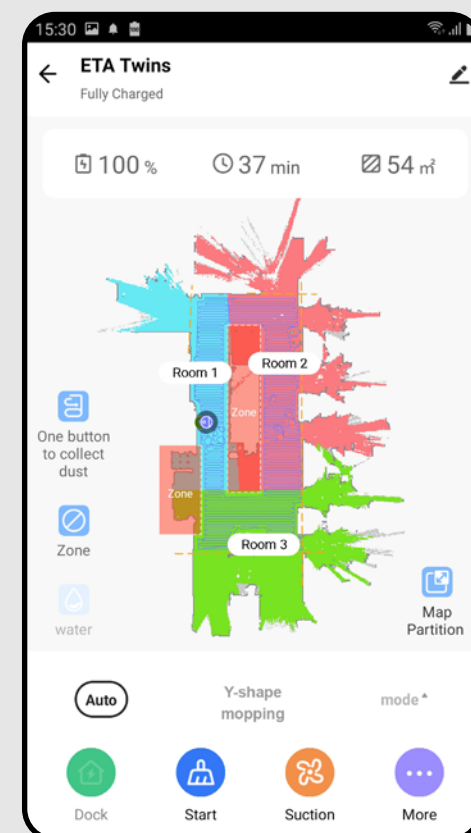 15:30
ETA Twins
Fully Charged
100 %
37 min
54 ㎡
Room 1
Room 2
Zone
One button
to collect
dust
Zone
Zone
Room 3
water
Map
Partition
Auto
Y-shape
mopping
mode
Dock
Start
Suction
More